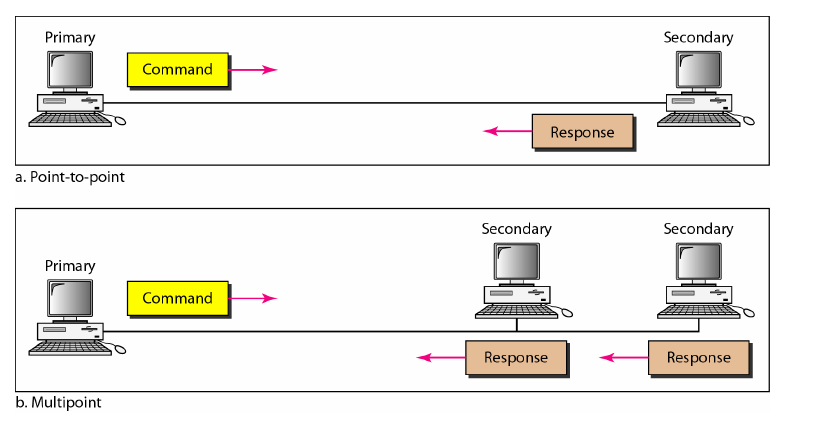 Primary
Secondary
Command
Response
a. Point-to-point
Secondary
Secondary
Primary
Command
Response
Response
b. Multipoint